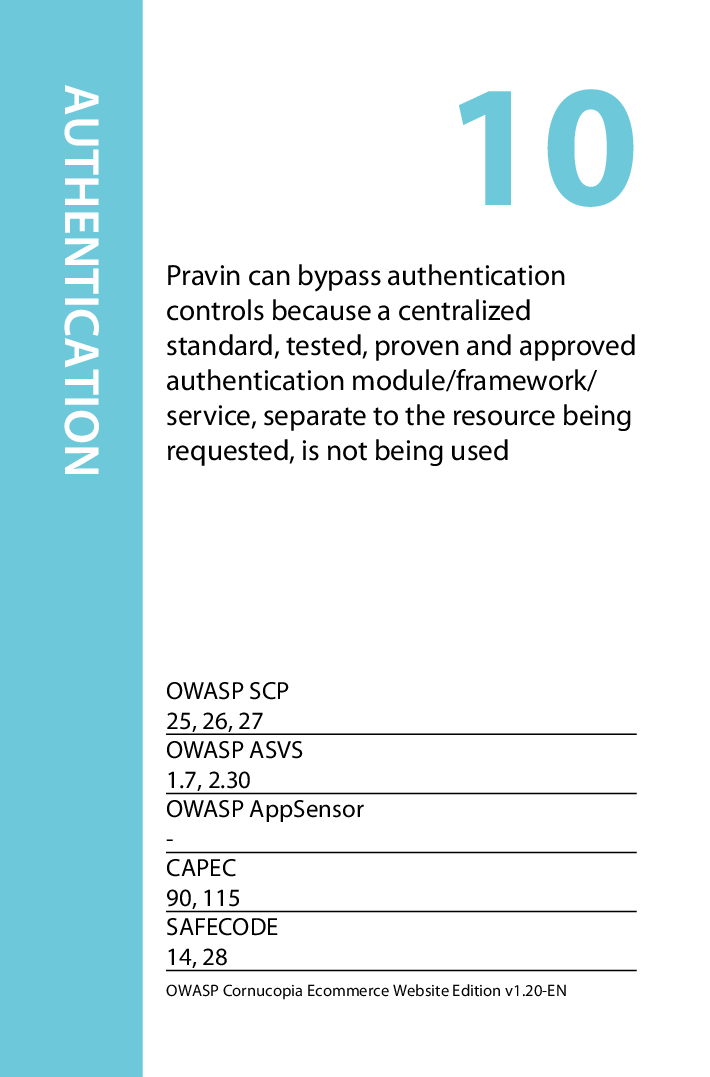 AUTHENTICATION
10
Pravin can bypass authentication
controls because a centralized
standard, tested, proven and approved
authentication module/framework/
service, separate to the resource being
requested, is not being used
OWASP SCP
25, 26, 27
OWASP ASVS
1.7, 2.30
OWASP AppSensor
-
CAPEC
90, 115
SAFECODE
14, 28
OWASP Cornucopia Ecommerce Website Edition v1.20-EN